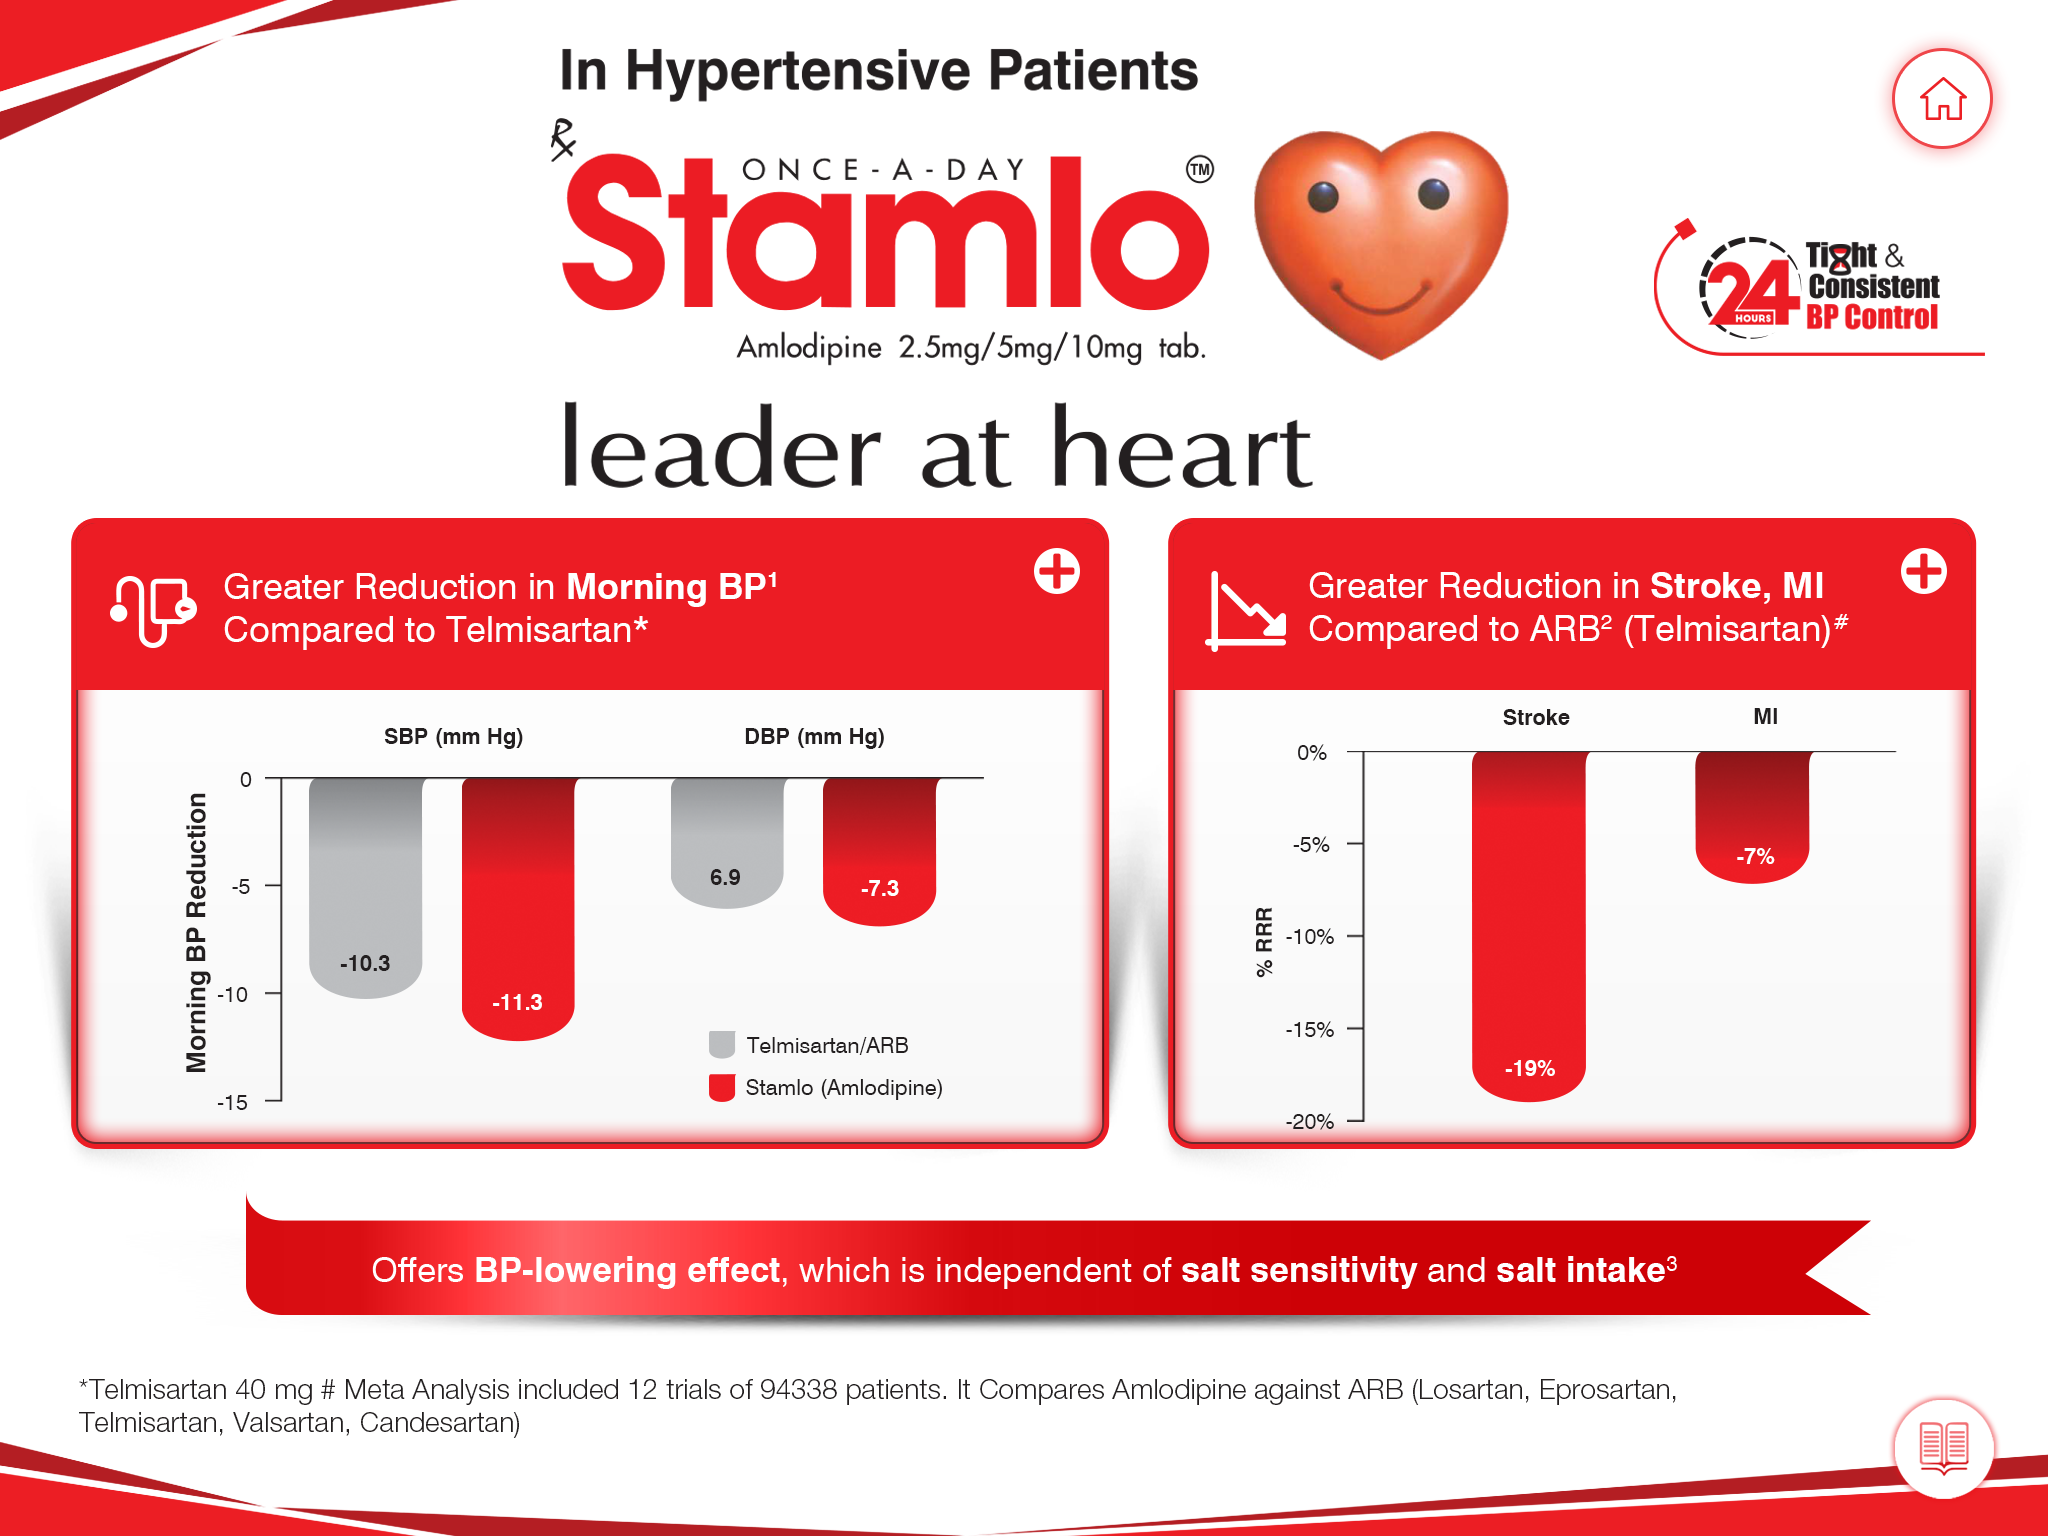 In Hypertensive Patients
℞
ONCE-A-DAY
Stamlo™
Amlodipine 2.5mg/5mg/10mg tab.
leader at heart
24 HOURS
Tight &
Consistent
BP Control
Greater Reduction in Morning BP¹
Compared to Telmisartan*
SBP (mm Hg) DBP (mm Hg)
Morning BP Reduction
0
-5
-10
-15
-10.3
-11.3
6.9
-7.3
Telmisartan/ARB
Stamlo (Amlodipine)
Greater Reduction in Stroke, MI
Compared to ARB² (Telmisartan)#
Stroke MI
% RRR
0%
-5%
-10%
-15%
-20%
-19%
-7%
Offers BP-lowering effect, which is independent of salt sensitivity and salt intake³
*Telmisartan 40 mg # Meta Analysis included 12 trials of 94338 patients. It Compares Amlodipine against ARB (Losartan, Eprosartan,
Telmisartan, Valsartan, Candesartan)